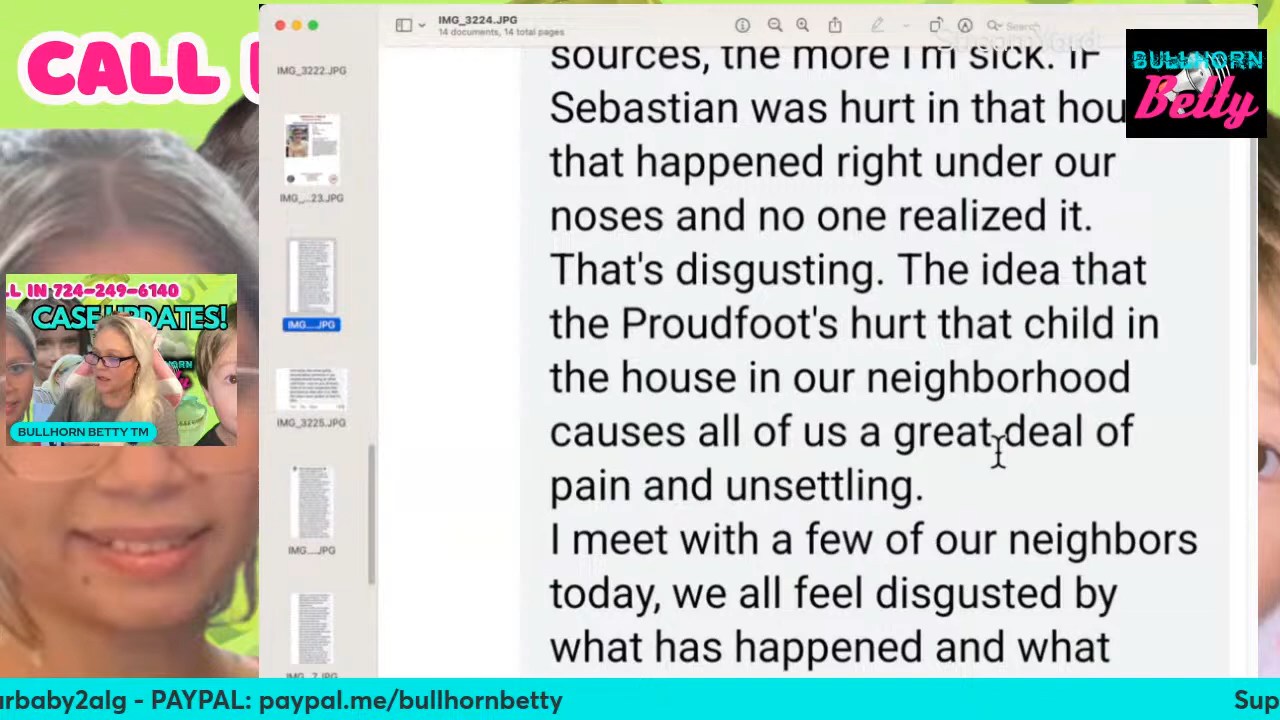 CALL
IMG_3224.JPG
14 documents, 14 total pages
Search
BULLHORN
Betty
IMG_3222.JPG
IMG_...23.JPG
IMG_....JPG
IMG_3225.JPG
IMG_....JPG
sources, the more I'm sick. IF
Sebastian was hurt in that hou
that happened right under our
noses and no one realized it.
That's disgusting. The idea that
the Proudfoot's hurt that child in
the house in our neighborhood
causes all of us a great deal of
pain and unsettling.
I meet with a few of our neighbors
today, we all feel disgusted by
what has happened and what
LL IN 724-249-6140
CASE UPDATES!
BULLHORN BETTY TM
arbaby2alg - PAYPAL: paypal.me/bullhornbetty
Sup